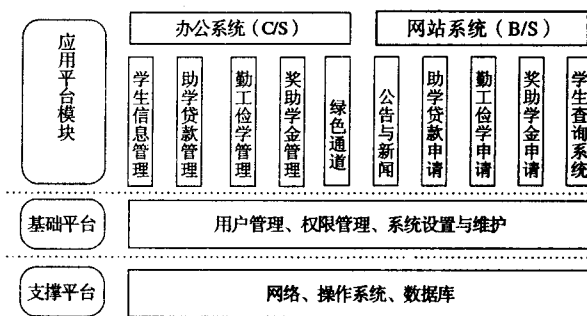 应用平台模块
办公系统(C/S)
网站系统(B/S)
学生信息管理
助学贷款管理
勤工俭学管理
奖助学金管理
绿色通道
公告与新闻
助学贷款申请
勤工俭学申请
奖助学金申请
学生查询系统
基础平台
用户管理、权限管理、系统设置与维护
支撑平台
网络、操作系统、数据库